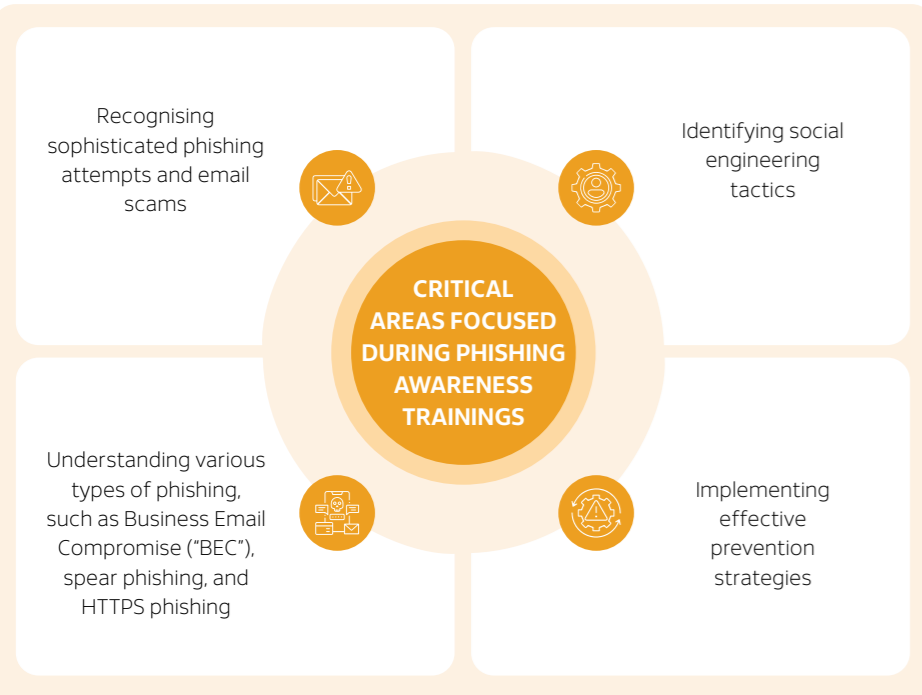 Recognising
sophisticated phishing
attempts and email
scams
Identifying social
engineering
tactics
CRITICAL
AREAS FOCUSED
DURING PHISHING
AWARENESS
TRAININGS
Understanding various
types of phishing,
such as Business Email
Compromise (“BEC”),
spear phishing, and
HTTPS phishing
Implementing
effective
prevention
strategies